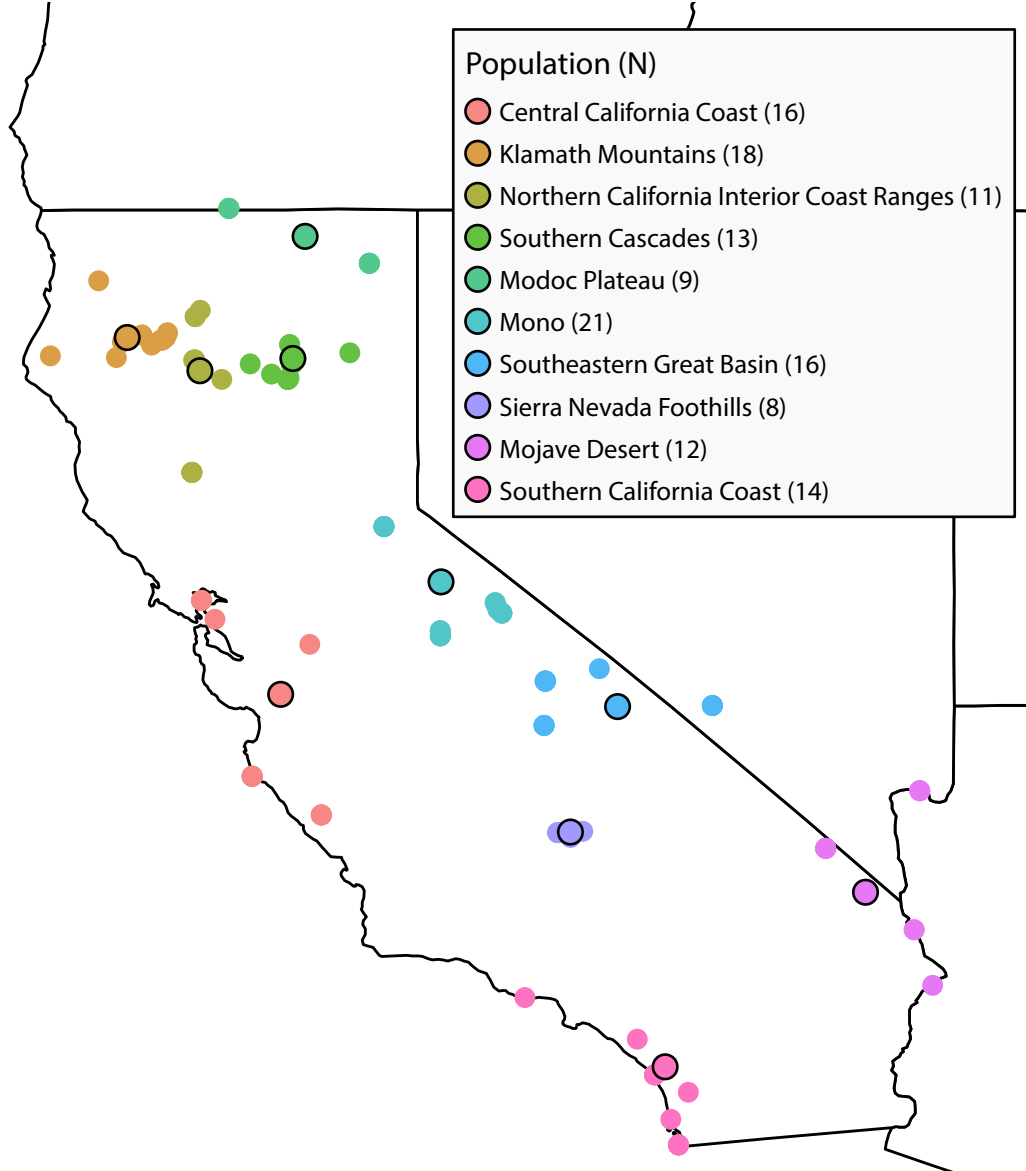 Population (N)
Central California Coast (16)
Klamath Mountains (18)
Northern California Interior Coast Ranges (11)
Southern Cascades (13)
Modoc Plateau (9)
Mono (21)
Southeastern Great Basin (16)
Sierra Nevada Foothills (8)
Mojave Desert (12)
Southern California Coast (14)